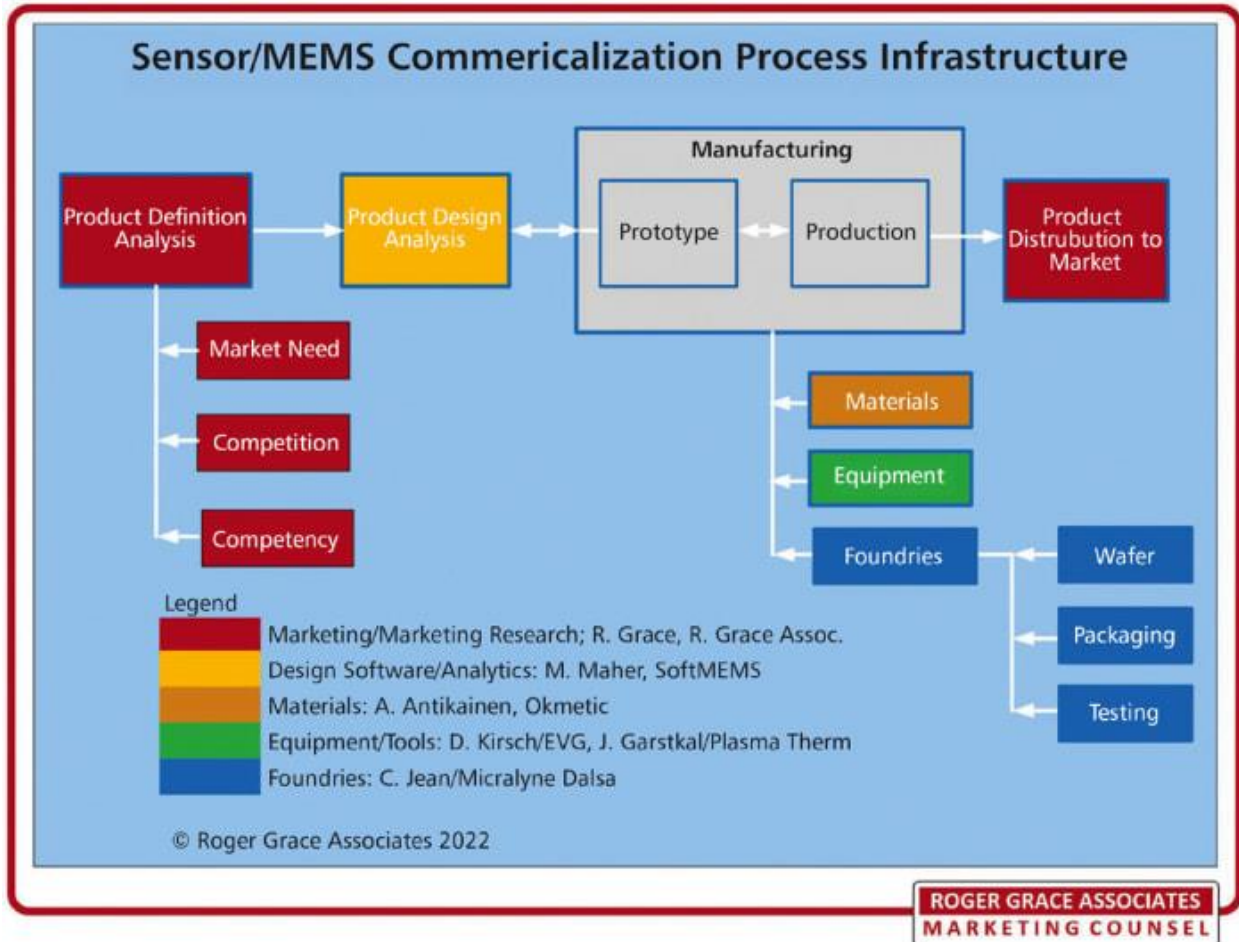 Sensor/MEMS Commericalization Process Infrastructure
Manufacturing
Product Definition
Analysis
Product Design
Analysis
Prototype
Production
Product
Distrubution to
Market
Market Need
Competition
Competency
Materials
Equipment
Foundries
Wafer
Packaging
Testing
Legend
Marketing/Marketing Research; R. Grace, R. Grace Assoc.
Design Software/Analytics: M. Maher, SoftMEMS
Materials: A. Antikainen, Okmetic
Equipment/Tools: D. Kirsch/EVG, J. Garstkal/Plasma Therm
Foundries: C. Jean/Micralyne Dalsa
© Roger Grace Associates 2022
ROGER GRACE ASSOCIATES
MARKETING COUNSEL